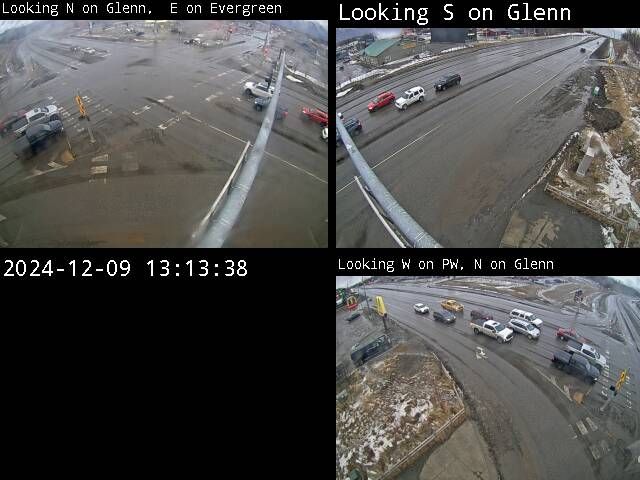 Looking N on Glenn, E on Evergreen
Looking S on Glenn
2024-12-09 13:13:38
Looking W on PW, N on Glenn